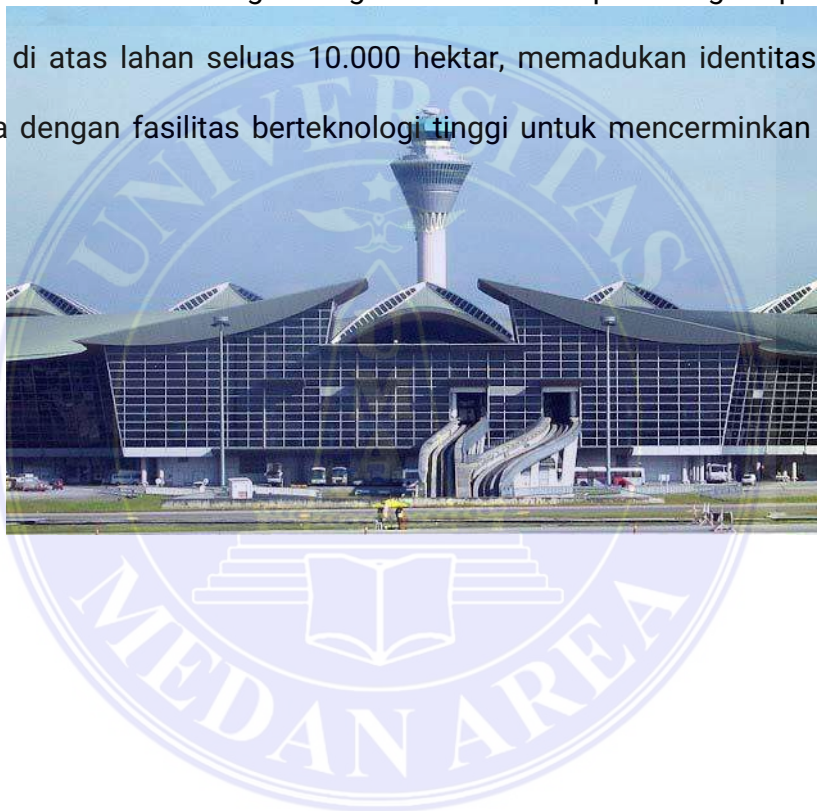 di atas lahan seluas 10.000 hektar, memadukan identitas
a dengan fasilitas berteknologi tinggi untuk mencerminkan
UNIVERSITAS
MEDAN AREA